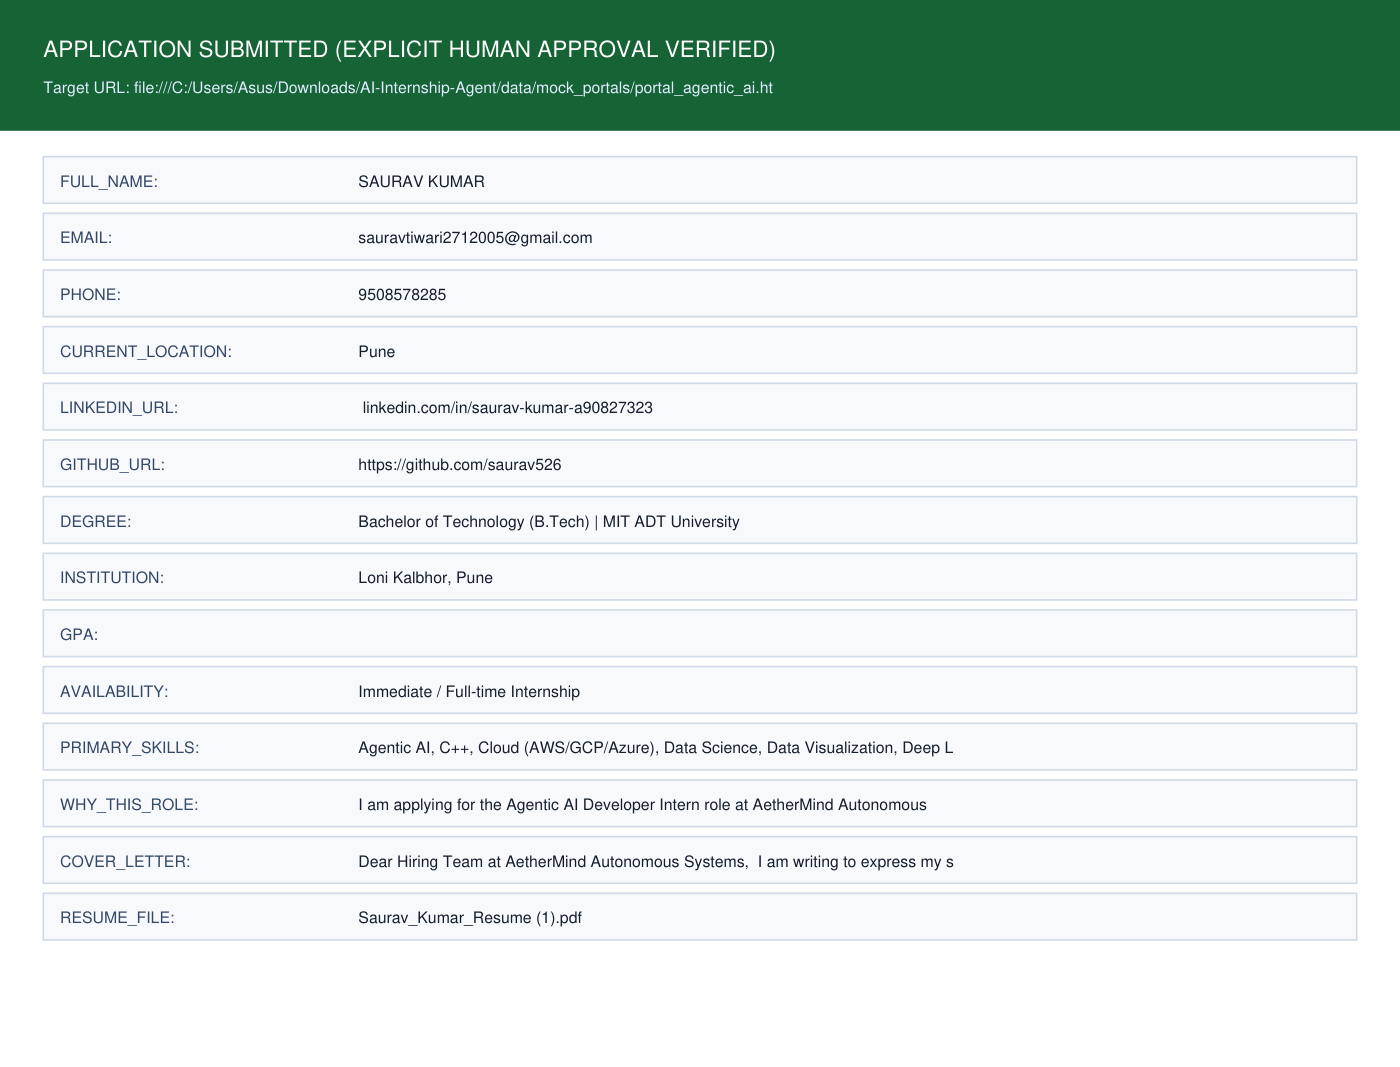 APPLICATION SUBMITTED (EXPLICIT HUMAN APPROVAL VERIFIED)
Target URL: file:///C:/Users/Asus/Downloads/AI-Internship-Agent/data/mock_portals/portal_agentic_ai.ht
FULL_NAME: SAURAV KUMAR
EMAIL: sauravtiwari2712005@gmail.com
PHONE: 9508578285
CURRENT_LOCATION: Pune
LINKEDIN_URL: linkedin.com/in/saurav-kumar-a90827323
GITHUB_URL: https://github.com/saurav526
DEGREE: Bachelor of Technology (B.Tech) | MIT ADT University
INSTITUTION: Loni Kalbhor, Pune
GPA:
AVAILABILITY: Immediate / Full-time Internship
PRIMARY_SKILLS: Agentic AI, C++, Cloud (AWS/GCP/Azure), Data Science, Data Visualization, Deep L
WHY_THIS_ROLE: I am applying for the Agentic AI Developer Intern role at AetherMind Autonomous
COVER_LETTER: Dear Hiring Team at AetherMind Autonomous Systems,  I am writing to express my s
RESUME_FILE: Saurav_Kumar_Resume (1).pdf